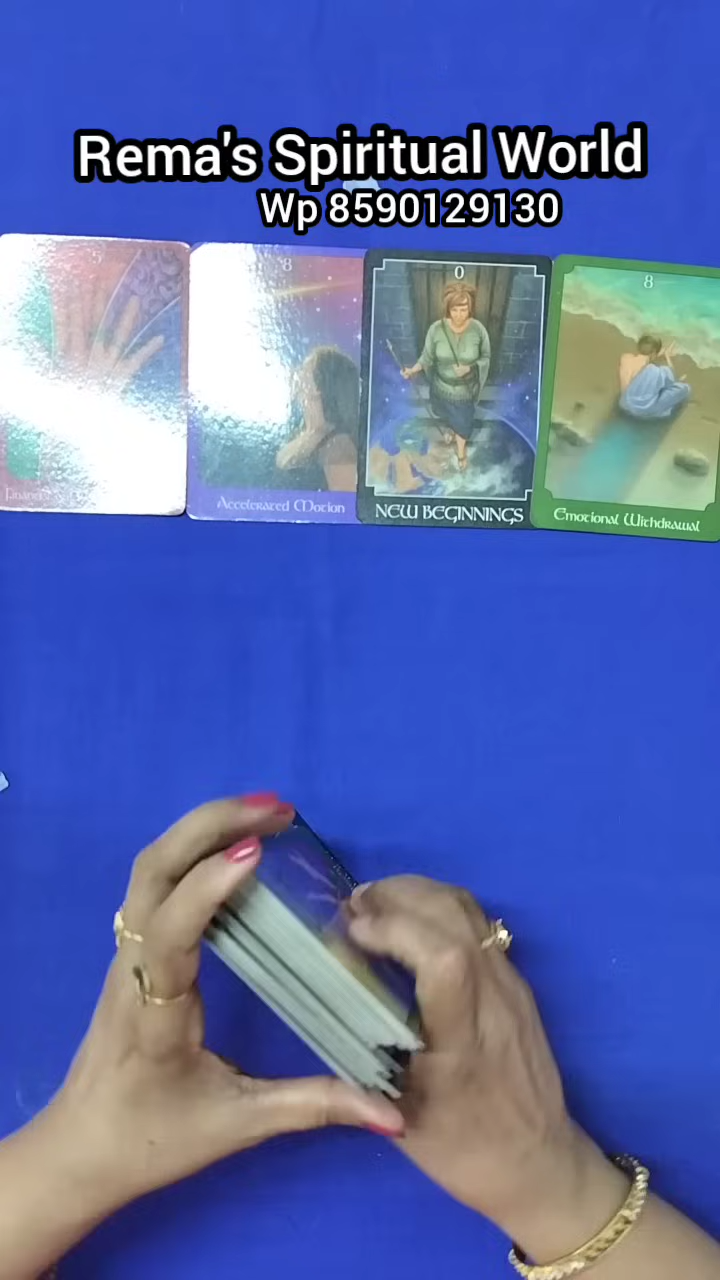 Rema's Spiritual World
Wp 8590129130
5
8
0
8
Accelerated Motion
NEW BEGINNINGS
Emotional Withdrawal